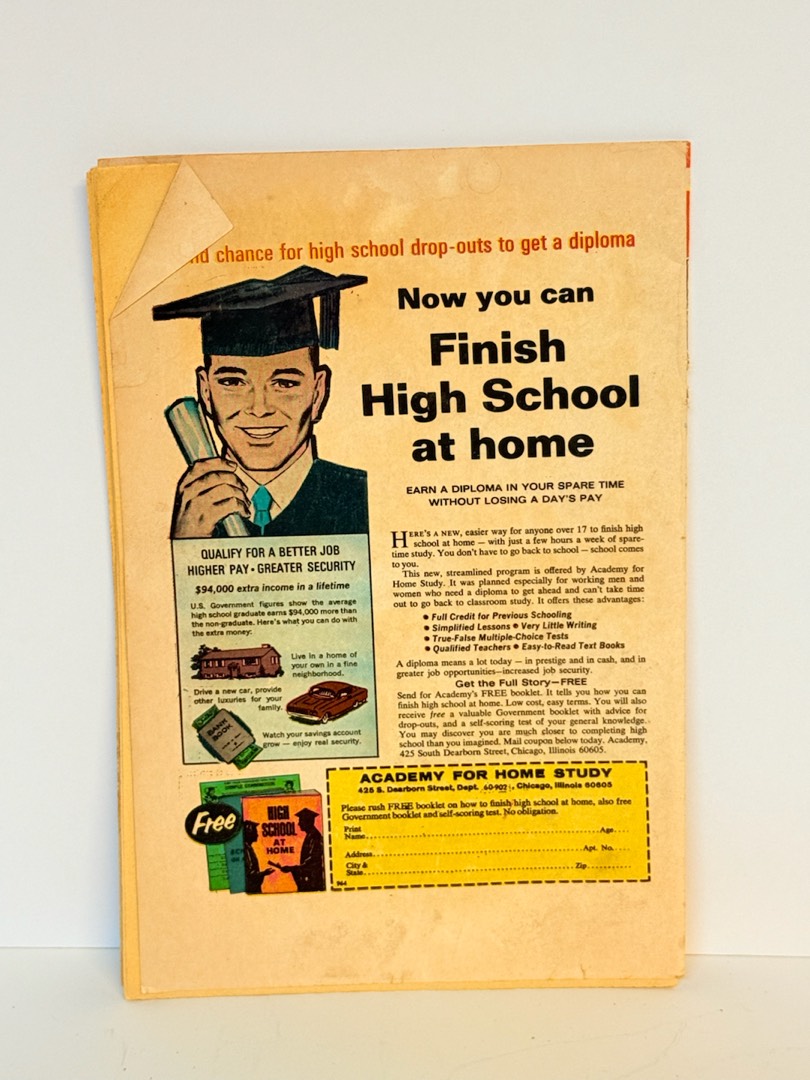 chance for high school drop-outs to get a diploma
Now you can
Finish
High School
at home
EARN A DIPLOMA IN YOUR SPARE TIME
WITHOUT LOSING A DAY'S PAY
HERE'S A NEW, easier way for anyone over 17 to finish high
school at home — with just a few hours a week of spare-
time study. You don't have to go back to school — school comes
to you.
This new, streamlined program is offered by Academy for
Home Study. It was planned especially for working men and
women who need a diploma to get ahead and can't take time
out to go back to classroom study. It offers these advantages:
● Full Credit for Previous Schooling
● Simplified Lessons ● Very Little Writing
● True-False Multiple-Choice Tests
● Qualified Teachers ● Easy-to-Read Text Books
A diploma means a lot today — in prestige and in cash, and in
greater job opportunities—increased job security.
Get the Full Story—FREE
Send for Academy's FREE booklet. It tells you how you can
finish high school at home. Low cost, easy terms. You will also
receive free a valuable Government booklet with advice for
drop-outs, and a self-scoring test of your general knowledge.
You may discover you are much closer to completing high
school than you imagined. Mail coupon below today. Academy,
425 South Dearborn Street, Chicago, Illinois 60605.
QUALIFY FOR A BETTER JOB
HIGHER PAY • GREATER SECURITY
$94,000 extra income in a lifetime
U.S. Government figures show the average
high school graduate earns $94,000 more than
the non-graduate. Here's what you can do with
the extra money:
Live in a home of
your own in a fine
neighborhood.
Drive a new car, provide
other luxuries for your
family.
BANK
BOOK
Watch your savings account
grow — enjoy real security.
Free
HIGH
SCHOOL
AT
HOME
ACADEMY FOR HOME STUDY
425 S. Dearborn Street, Dept. Chicago, Illinois 60605
Please rush FREE booklet on how to finish high school at home, also free
Government booklet and self-scoring test. No obligation.
Print
Name Age
Address Apt. No.
City &
State Zip
964